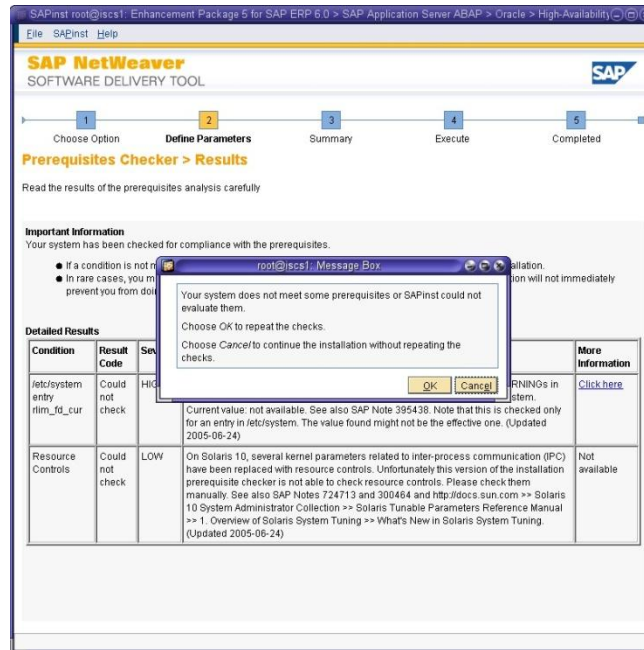 SAPinst root@iscs1: Enhancement Package 5 for SAP ERP 6.0 > SAP Application Server ABAP > Oracle > High-Availability
File SAPinst Help
SAP NetWeaver
SOFTWARE DELIVERY TOOL
SAP
1 2 3 4 5
Choose Option Define Parameters Summary Execute Completed
Prerequisites Checker > Results
Read the results of the prerequisites analysis carefully
Important Information
Your system has been checked for compliance with the prerequisites.
● If a condition is not
● In rare cases, you
prevent you from
allation.
ion will not immediately
root@iscs1: Message Box
Your system does not meet some prerequisites or SAPinst could not
evaluate them.
Choose OK to repeat the checks.
Choose Cancel to continue the installation without repeating the
checks.
OK Cancel
Detailed Results
Condition Result
Code
More
Information
/etc/system
entry
rlim_fd_cur
Could
not
check
RNINGs in
stem.
Current value: not available. See also SAP Note 395438. Note that this is checked only
for an entry in /etc/system. The value found might not be the effective one. (Updated
2005-06-24)
Click here
Resource
Controls
Could
not
check
LOW
On Solaris 10, several kernel parameters related to inter-process communication (IPC)
have been replaced with resource controls. Unfortunately this version of the installation
prerequisite checker is not able to check resource controls. Please check them
manually. See also SAP Notes 724713 and 300464 and http://docs.sun.com >> Solaris
10 System Administrator Collection >> Solaris Tunable Parameters Reference Manual
>> 1. Overview of Solaris System Tuning >> What's New in Solaris System Tuning.
(Updated 2005-06-24)
Not
available